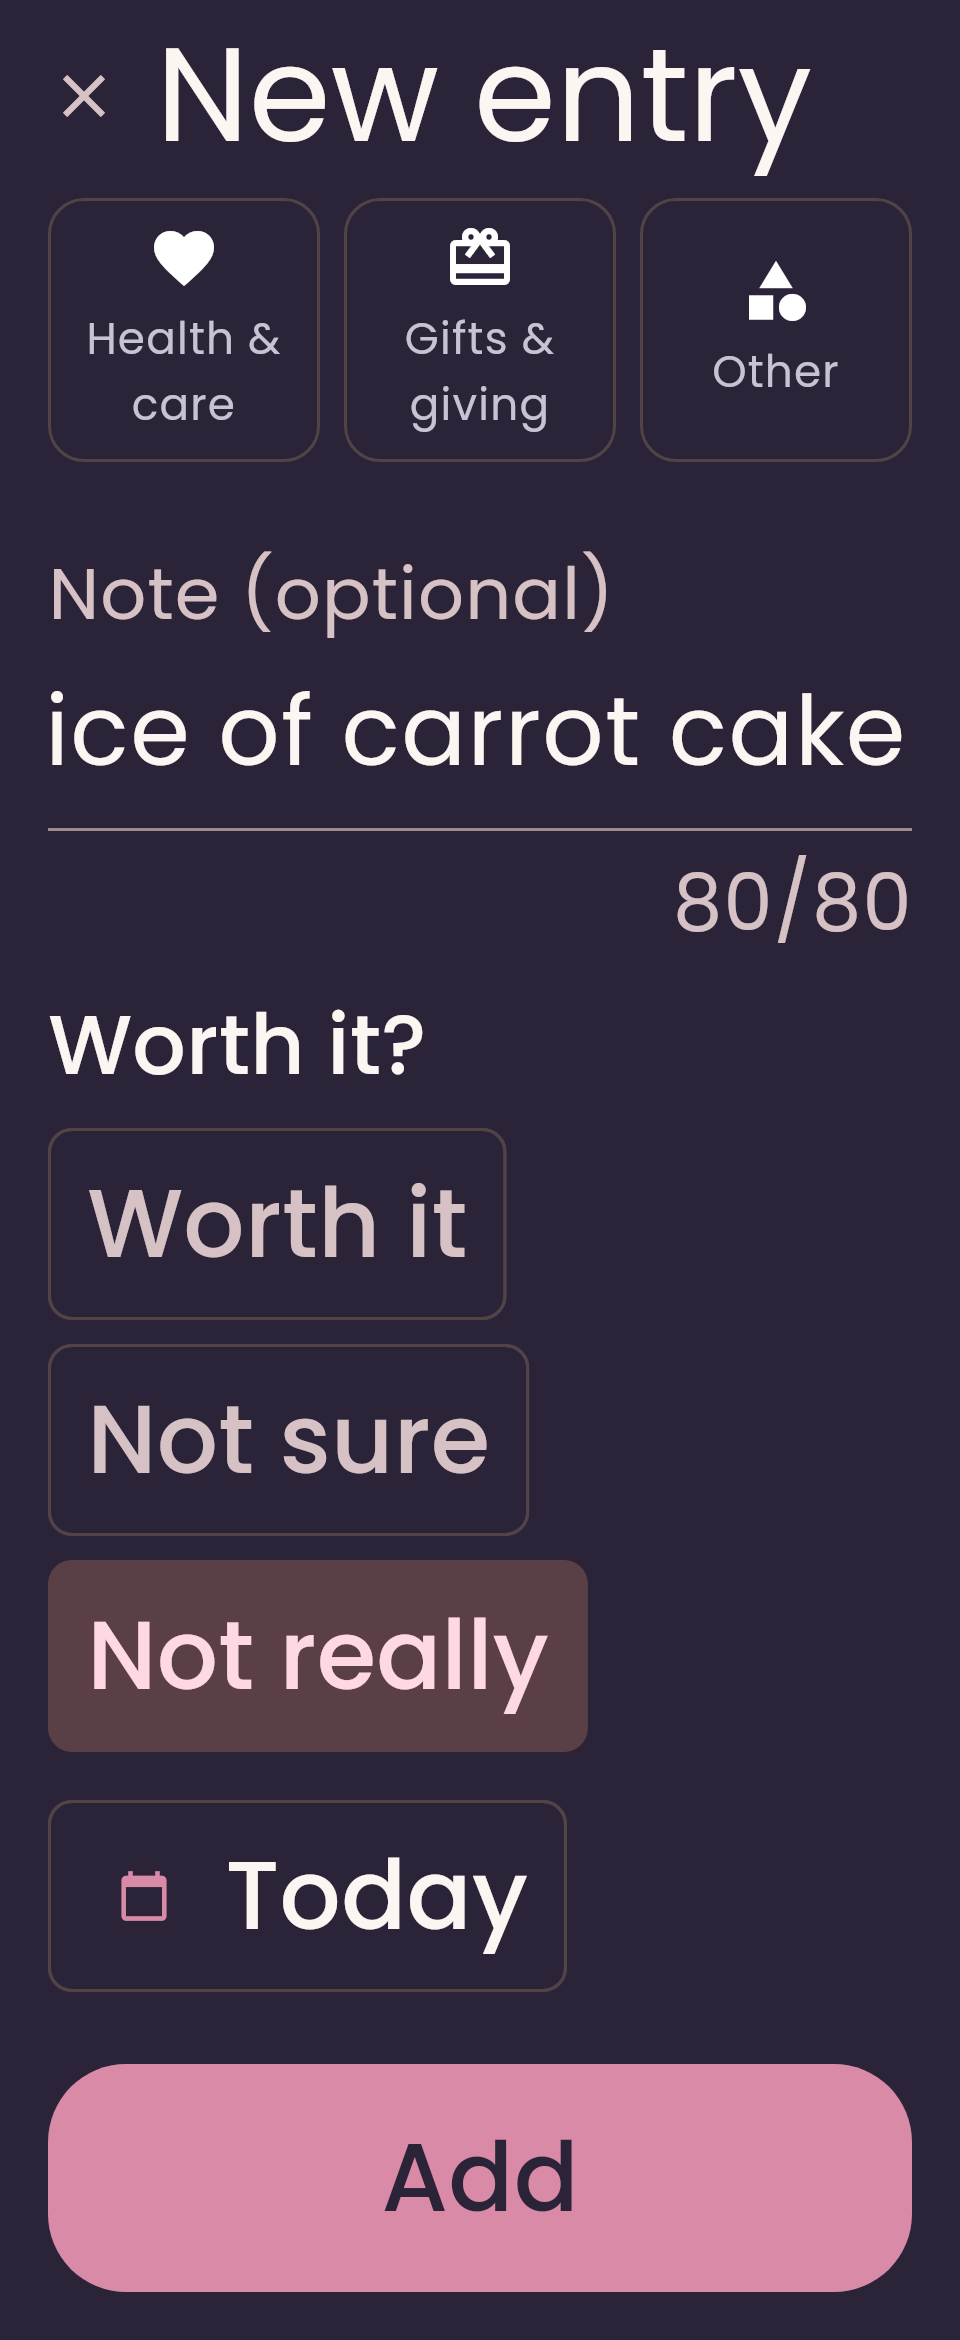 New entry
Health &
care
Gifts &
giving
Other
Note (optional)
ice of carrot cake
80/80
Worth it?
Worth it
Not sure
Not really
Today
Add